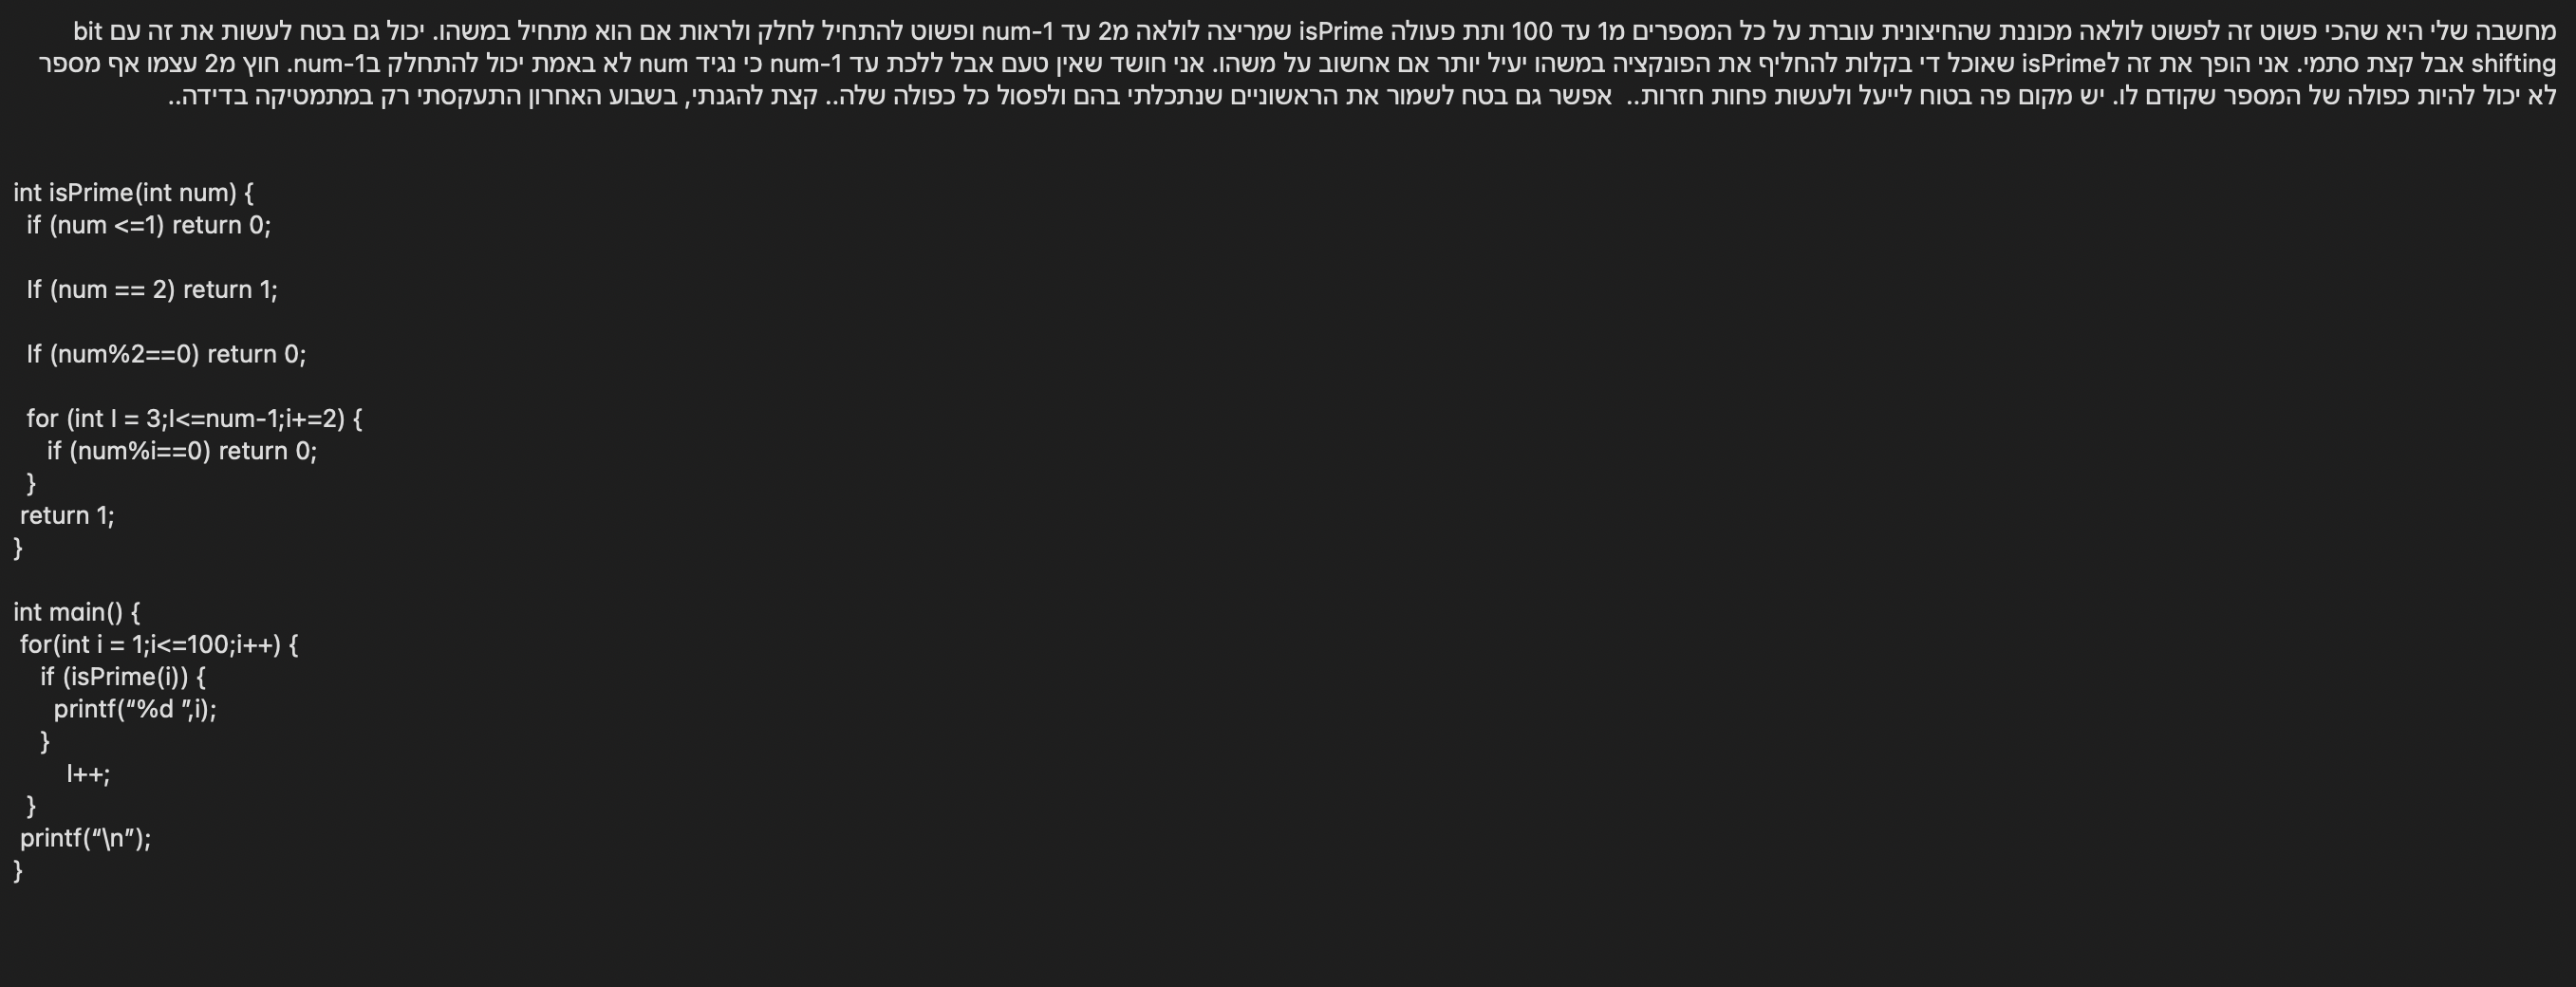 מחשבה שלי היא שהכי פשוט זה לפשוט לולאה מכוננת שהחיצונית עוברת על כל המספרים מ1 עד 100 ותת פעולה isPrime שמריצה לולאה מ2 עד num-1 ופשוט להתחיל לחלק ולראות אם הוא מתחיל במשהו. יכול גם בטח לעשות את זה עם bit
shifting אבל קצת סתמי. אני הופך את זה לisPrime שאוכל די בקלות להחליף את הפונקציה במשהו יעיל יותר אם אחשוב על משהו. אני חושד שאין טעם אבל ללכת עד num-1 כי נגיד num לא באמת יכול להתחלק בnum-1. חוץ מ2 עצמו אף מספר
לא יכול להיות כפולה של המספר שקודם לו. יש מקום פה בטוח לייעל ולעשות פחות חזרות..  אפשר גם בטח לשמור את הראשוניים שנתכלתי בהם ולפסול כל כפולה שלה.. קצת להגנתי, בשבוע האחרון התעקסתי רק במתמטיקה בדידה..
int isPrime(int num) {
if (num <=1) return 0;
If (num == 2) return 1;
If (num%2==0) return 0;
for (int I = 3;I<=num-1;i+=2) {
if (num%i==0) return 0;
}
return 1;
}
int main() {
for(int i = 1;i<=100;i++) {
if (isPrime(i)) {
printf(“%d ”,i);
}
I++;
}
printf(“\n”);
}